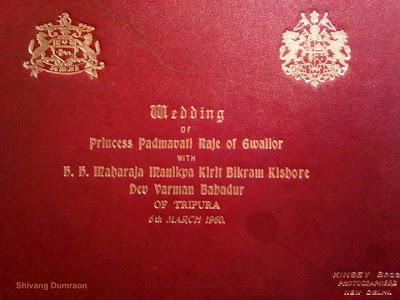 Wedding
OF
Princess Padmavati Raje of Gwalior
WITH
H. H. Maharaja Manikya Kirit Bikram Kishore
Dev Varman Bahadur
OF TRIPURA
6th MARCH 1960.
KINSEY Bros
PHOTOGRAPHERS
NEW DELHI.
Shivang Dumraon